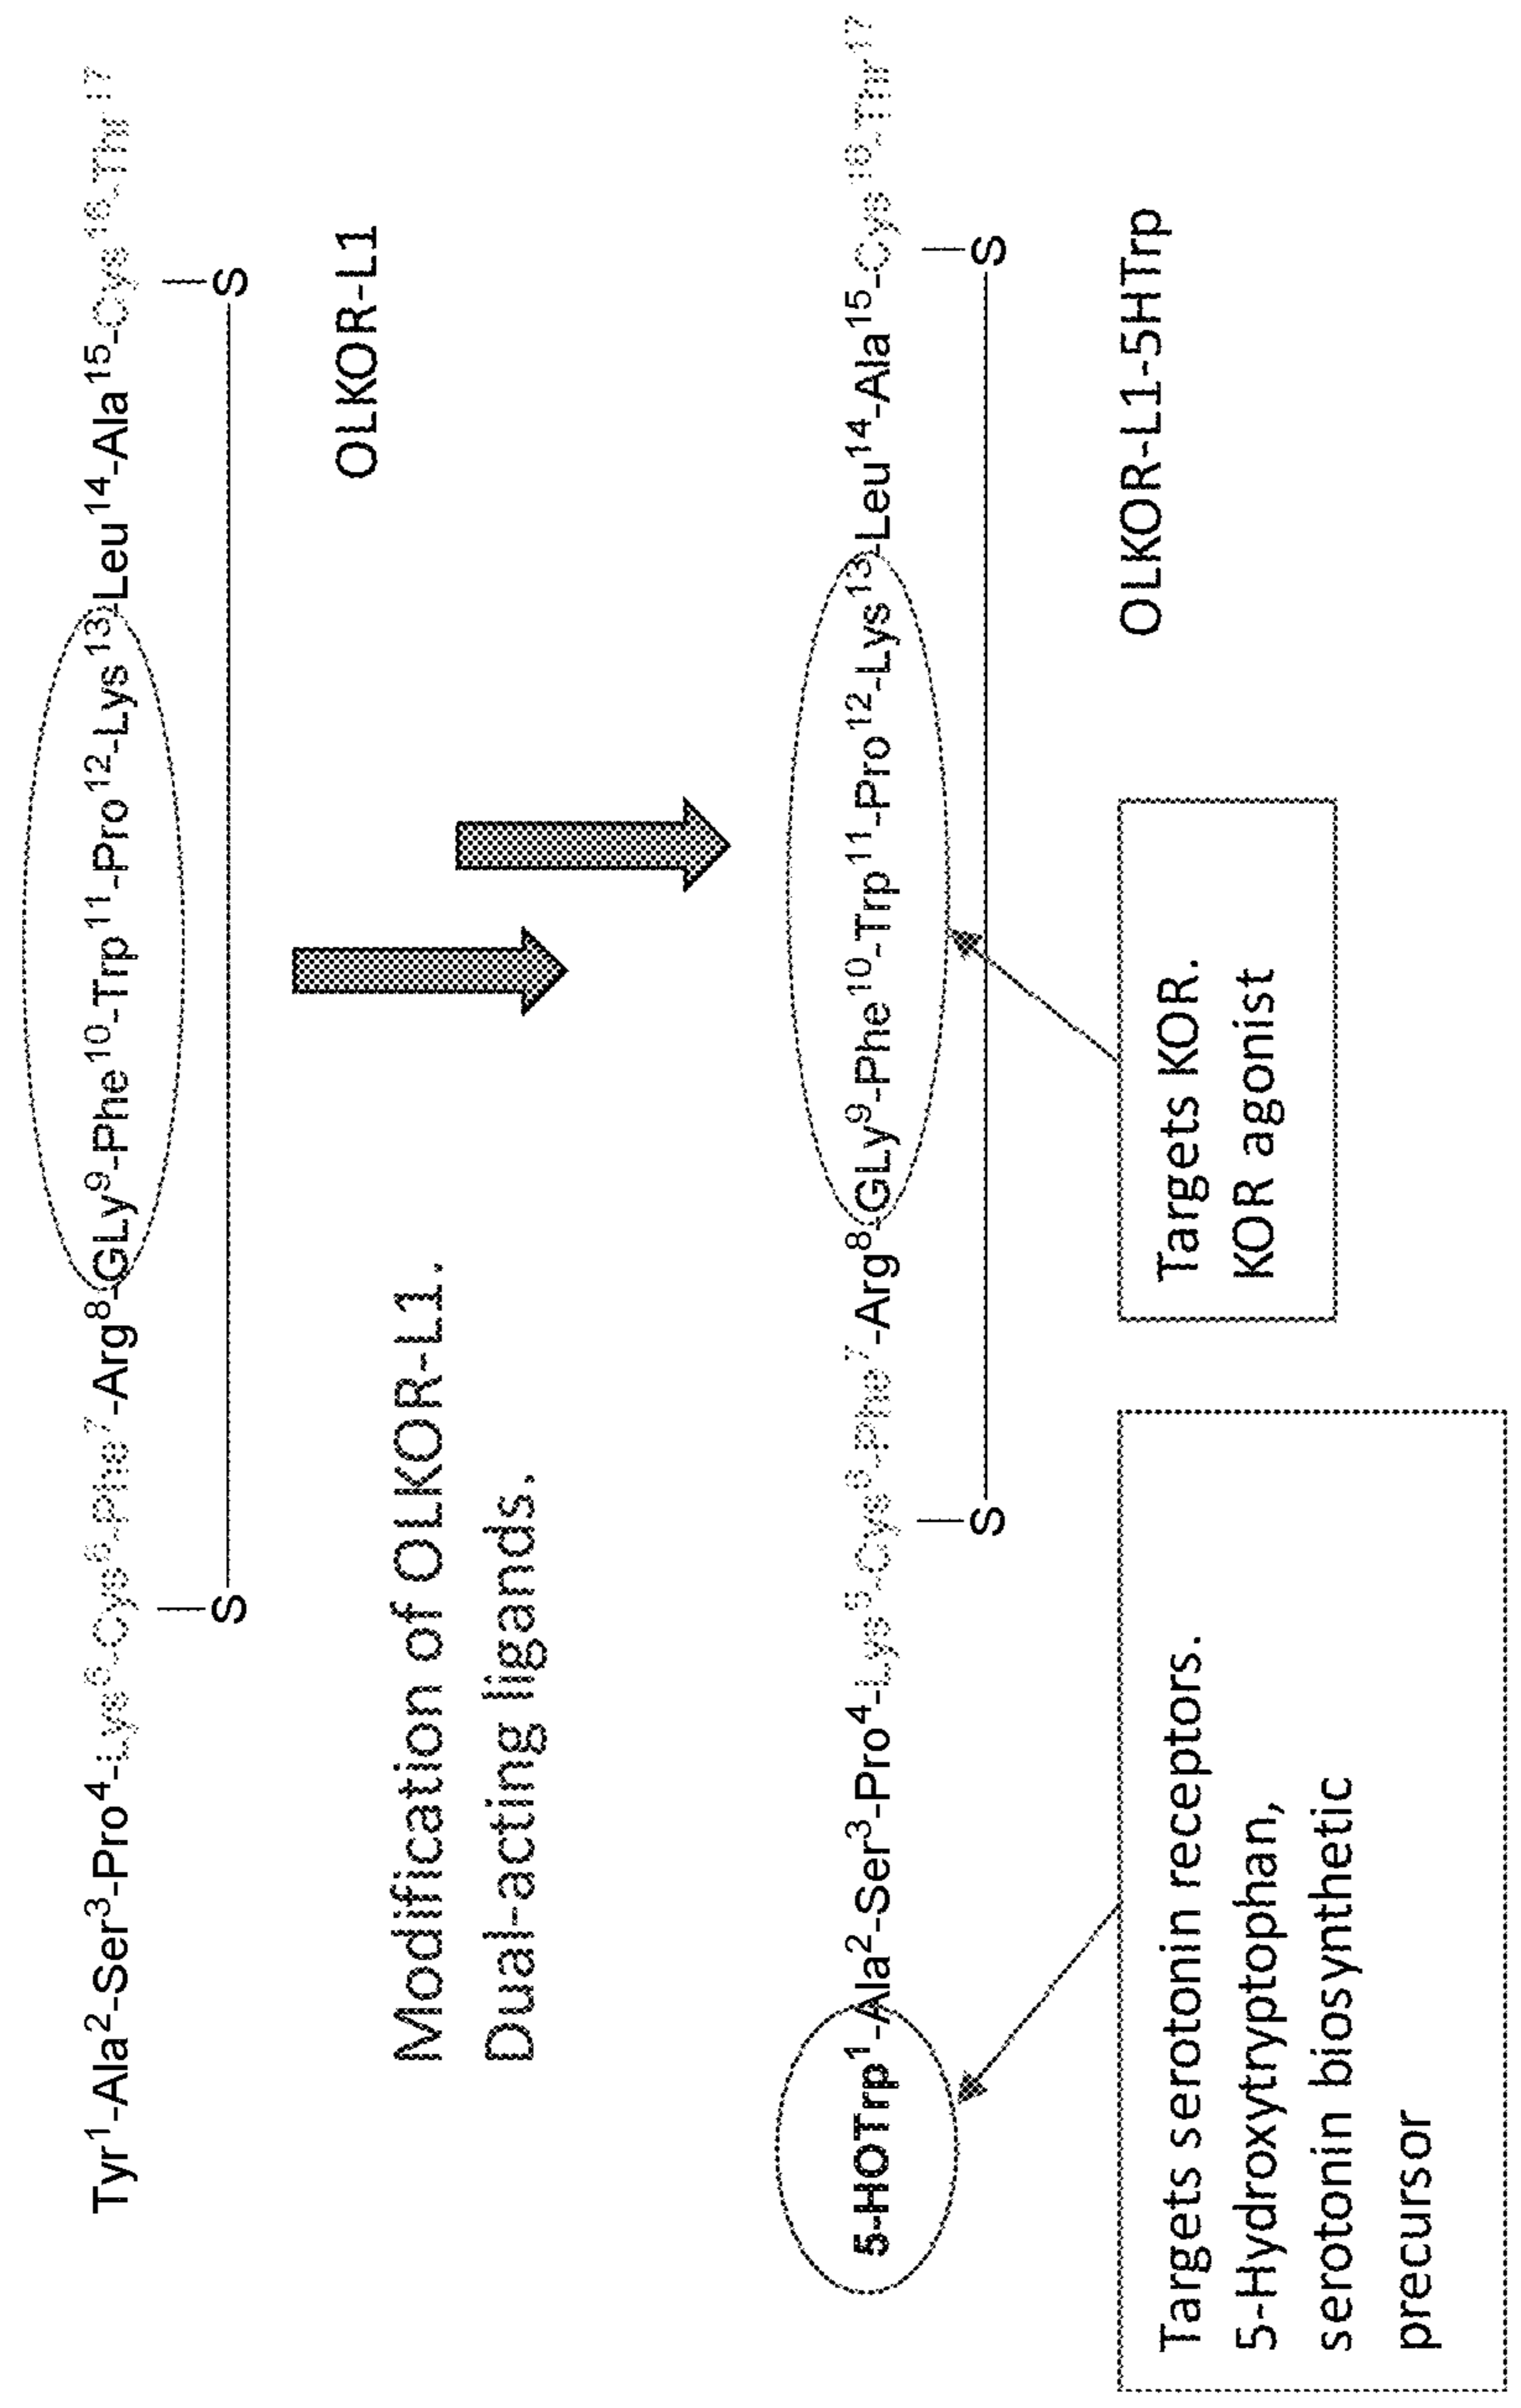 Tyr¹-Ala²-Ser³-Pro⁴-Lys⁵-Cys⁶-Phe⁷-Arg⁸-GLy⁹-Phe¹⁰-Trp¹¹-Pro¹²-Lys¹³-Leu¹⁴-Ala¹⁵-Cys¹⁶-Thr¹⁷
S S
OLKOR-L1
Modification of OLKOR-L1.
Dual-acting ligands.
5-HOTrp¹-Ala²-Ser³-Pro⁴-Lys⁵-Cys⁶-Phe⁷-Arg⁸-GLy⁹-Phe¹⁰-Trp¹¹-Pro¹²-Lys¹³-Leu¹⁴-Ala¹⁵-Cys¹⁶-Thr¹⁷
S S
OLKOR-L1-5HTrp
Targets serotonin receptors.
5-Hydroxytryptophan,
serotonin biosynthetic
precursor
Targets KOR.
KOR agonist